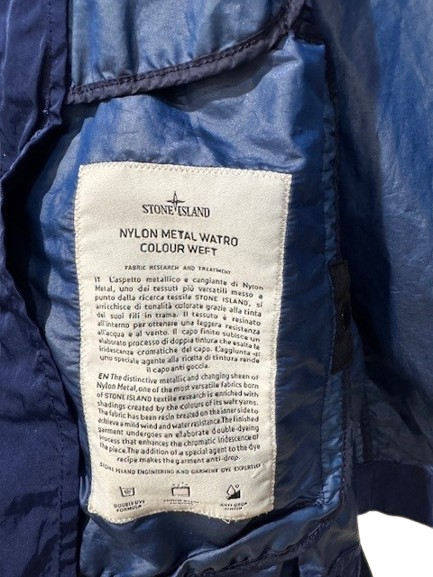 STONE ISLAND
NYLON METAL WATRO
COLOUR WEFT
FABRIC RESEARCH AND TREATMENT
IT L'aspetto metallico e cangiante di Nylon
Metal, uno dei tessuti più versatili messo a
punto dalla ricerca tessile STONE ISLAND, si
arricchisce di tonalità colorate grazie alla tinta
dei suoi fili in trama. Il tessuto è resinato
all'interno per ottenere una leggera resistenza
all'acqua e al vento. Il capo finito subisce un
elaborato processo di doppia tintura che esalta le
iridescenze cromatiche del capo. L'aggiunta di
uno speciale agente alla ricetta di tintura rende
il capo anti goccia
EN The distinctive metallic and changing sheen of
Nylon Metal, one of the most versatile fabrics born
of STONE ISLAND textile research is enriched with
shadings created by the colours of its weft yarns.
The fabric has been resin treated on the inner side to
achieve a mild wind and water resistance. The finished
garment undergoes an elaborate double-dyeing
process that enhances the chromatic iridescence of
the piece. The addition of a special agent to the dye
recipe makes the garment anti-drop.
STONE ISLAND ENGINEERING AND GARMENT DYE EXPERTISE
DOUBLE DYE
FORMULA
ANTI DROP